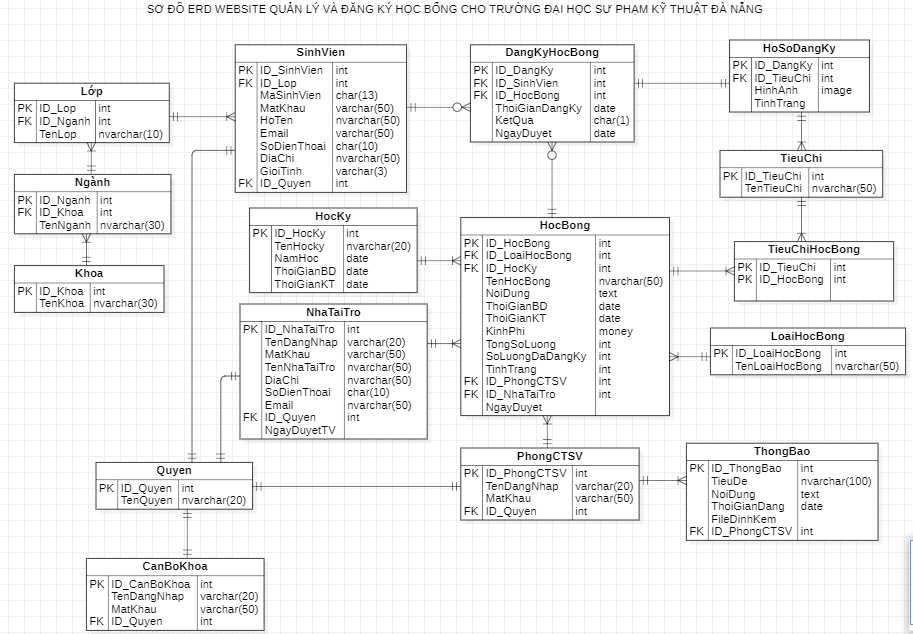 SƠ ĐỒ ERD WEBSITE QUẢN LÝ VÀ ĐĂNG KÝ HỌC BỔNG CHO TRƯỜNG ĐẠI HỌC SƯ PHẠM KỸ THUẬT ĐÀ NẴNG
Lớp
PK ID_Lop int
FK ID_Nganh int
TenLop nvarchar(10)
Ngành
PK ID_Nganh int
FK ID_Khoa int
TenNganh nvarchar(30)
Khoa
PK ID_Khoa int
TenKhoa nvarchar(30)
SinhVien
PK ID_SinhVien int
FK ID_Lop int
MaSinhVien char(13)
MatKhau varchar(50)
HoTen nvarchar(50)
Email varchar(50)
SoDienThoai char(10)
DiaChi nvarchar(50)
GioiTinh varchar(3)
FK ID_Quyen int
DangKyHocBong
PK ID_DangKy int
FK ID_SinhVien int
FK ID_HocBong int
ThoiGianDangKy date
KetQua char(1)
NgayDuyet date
HoSoDangKy
PK ID_DangKy int
FK ID_TieuChi int
HinhAnh image
TinhTrang
TieuChi
PK ID_TieuChi int
TenTieuChi nvarchar(50)
TieuChiHocBong
PK ID_TieuChi int
PK ID_HocBong int
HocKy
PK ID_HocKy int
TenHocky nvarchar(20)
NamHoc date
ThoiGianBD date
ThoiGianKT date
HocBong
PK ID_HocBong int
FK ID_LoaiHocBong int
FK ID_HocKy int
TenHocBong nvarchar(50)
NoiDung text
ThoiGianBD date
ThoiGianKT date
KinhPhi money
TongSoLuong int
SoLuongDaDangKy int
TinhTrang int
FK ID_PhongCTSV int
FK ID_NhaTaiTro int
NgayDuyet
NhaTaiTro
PK ID_NhaTaiTro int
TenDangNhap varchar(20)
MatKhau varchar(50)
TenNhaTaiTro nvarchar(50)
DiaChi nvarchar(50)
SoDienThoai char(10)
Email nvarchar(50)
FK ID_Quyen int
NgayDuyetTV
LoaiHocBong
PK ID_LoaiHocBong int
TenLoaiHocBong nvarchar(50)
Quyen
PK ID_Quyen int
TenQuyen nvarchar(20)
PhongCTSV
PK ID_PhongCTSV int
TenDangNhap varchar(20)
MatKhau varchar(50)
FK ID_Quyen int
ThongBao
PK ID_ThongBao int
TieuDe nvarchar(100)
NoiDung text
ThoiGianDang date
FileDinhKem
FK ID_PhongCTSV int
CanBoKhoa
PK ID_CanBoKhoa int
TenDangNhap varchar(20)
MatKhau varchar(50)
FK ID_Quyen int